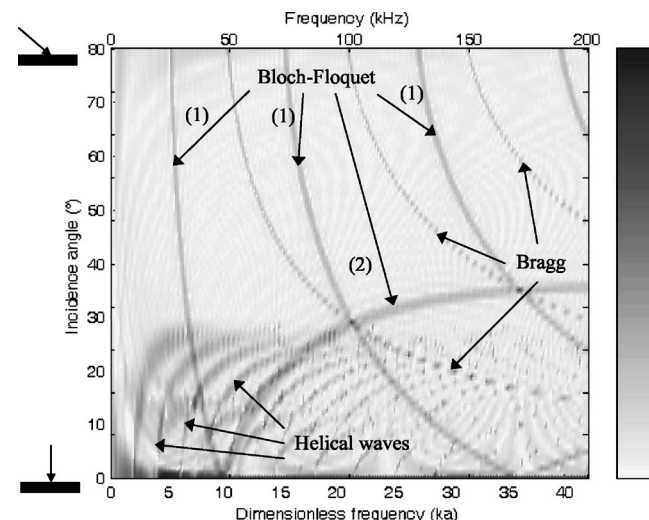 Frequency (kHz)
0 50 100 150 200
80
70
60
50
40
30
20
10
0
Incidence angle (°)
Bloch-Floquet
(1) (1) (1)
(2)
Bragg
Helical waves
0 5 10 15 20 25 30 35 40
Dimensionless frequency (ka)